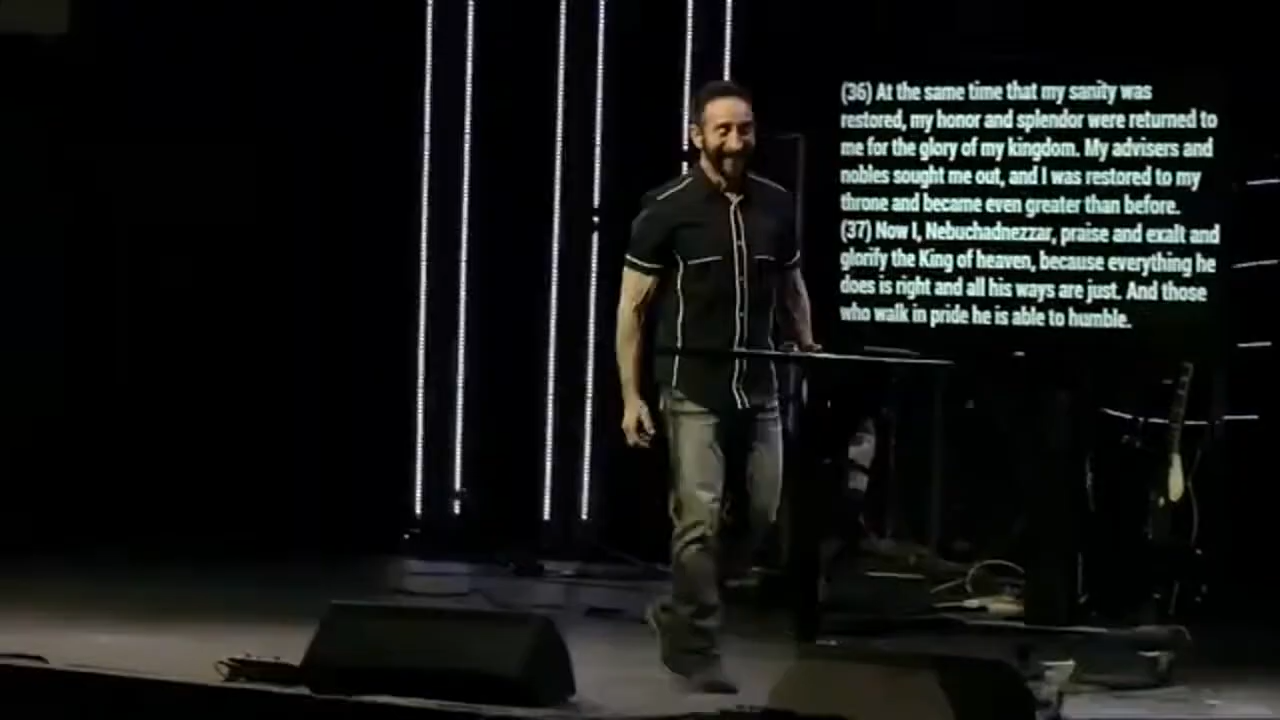 (36) At the same time that my sanity was
restored, my honor and splendor were returned to
me for the glory of my kingdom. My advisers and
nobles sought me out, and I was restored to my
throne and became even greater than before.
(37) Now I, Nebuchadnezzar, praise and exalt and
glorify the King of heaven, because everything he
does is right and all his ways are just. And those
who walk in pride he is able to humble.